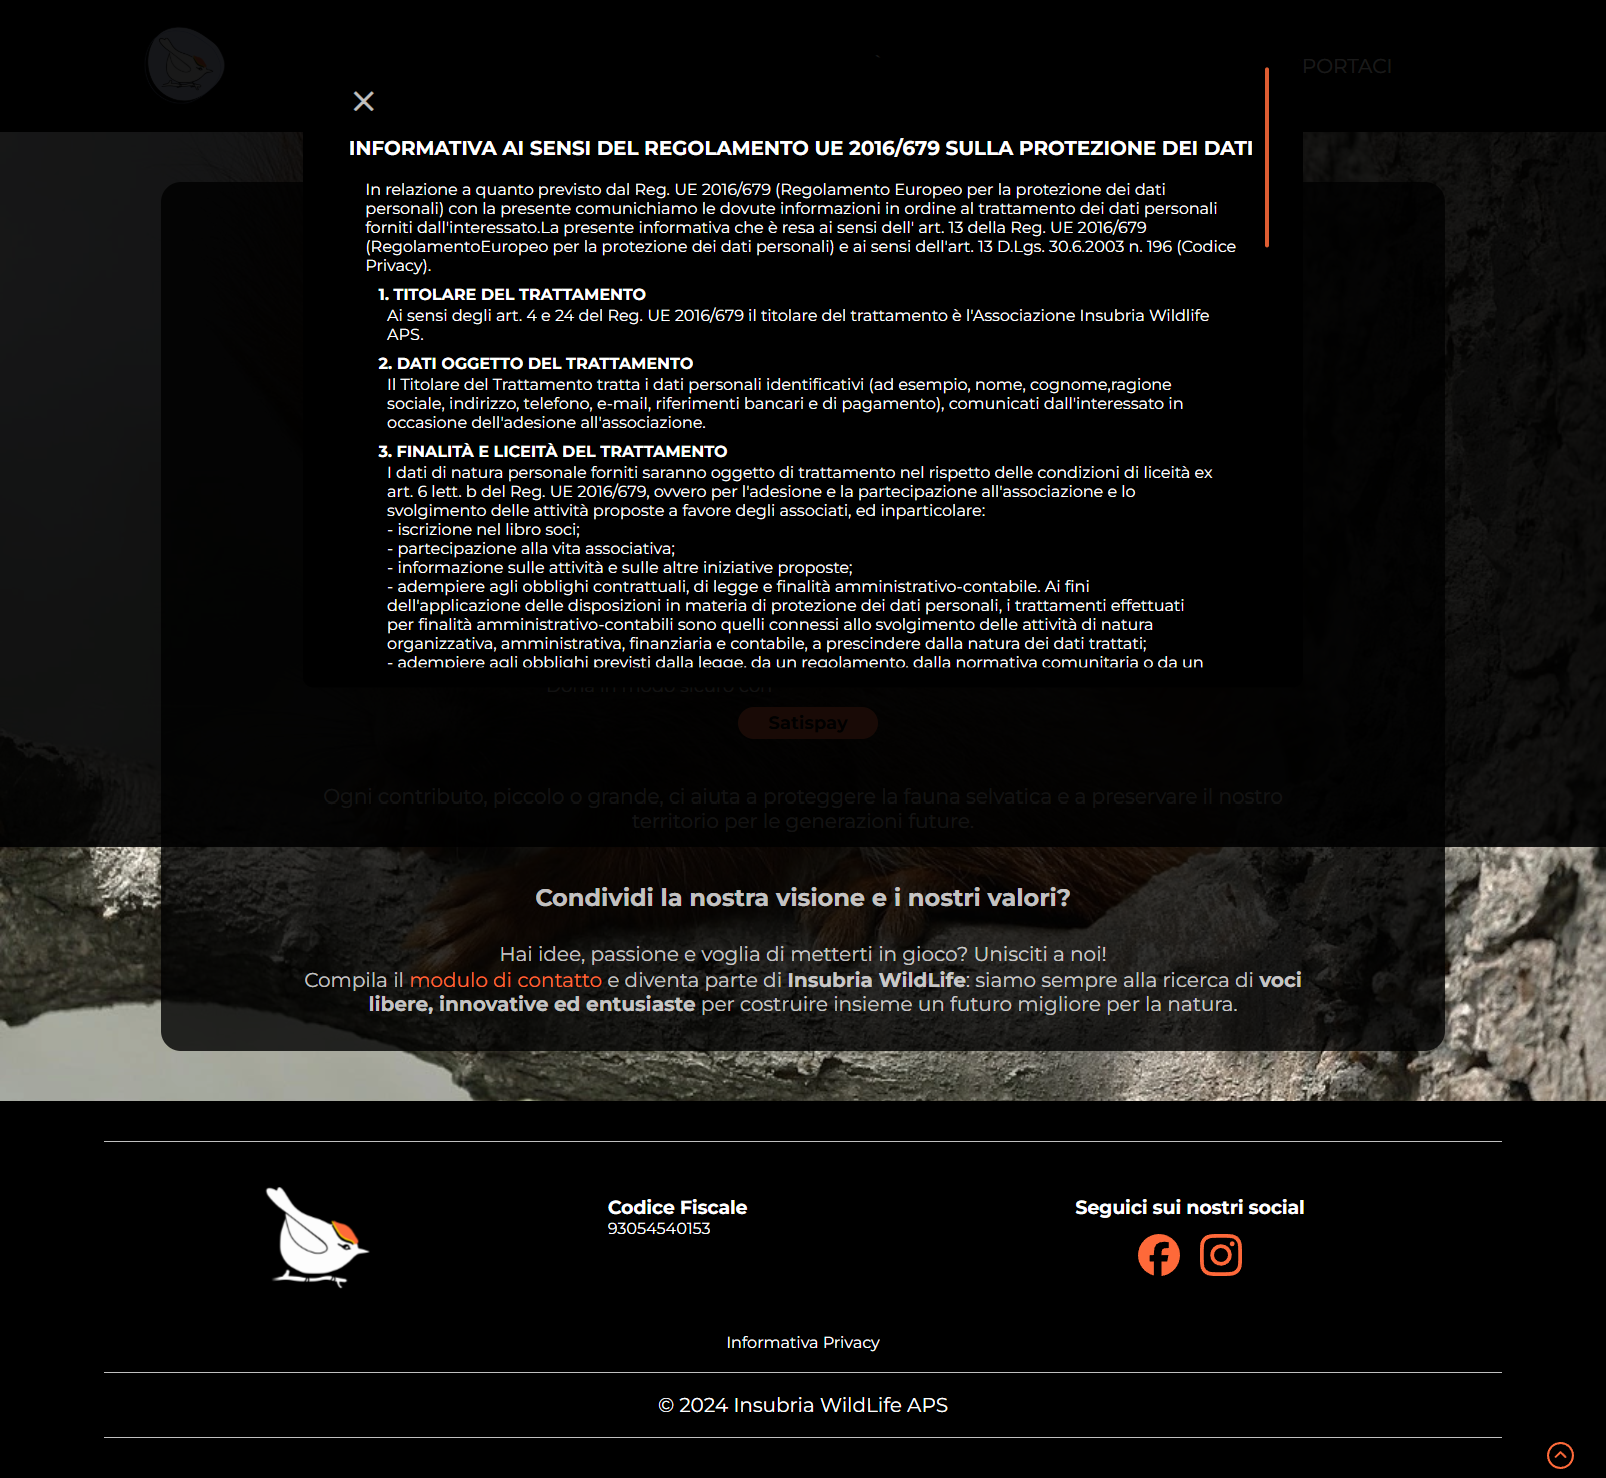 PORTACI
INFORMATIVA AI SENSI DEL REGOLAMENTO UE 2016/679 SULLA PROTEZIONE DEI DATI
In relazione a quanto previsto dal Reg. UE 2016/679 (Regolamento Europeo per la protezione dei dati
personali) con la presente comunichiamo le dovute informazioni in ordine al trattamento dei dati personali
forniti dall'interessato.La presente informativa che è resa ai sensi dell' art. 13 della Reg. UE 2016/679
(RegolamentoEuropeo per la protezione dei dati personali) e ai sensi dell'art. 13 D.Lgs. 30.6.2003 n. 196 (Codice
Privacy).
1. TITOLARE DEL TRATTAMENTO
Ai sensi degli art. 4 e 24 del Reg. UE 2016/679 il titolare del trattamento è l'Associazione Insubria Wildlife
APS.
2. DATI OGGETTO DEL TRATTAMENTO
Il Titolare del Trattamento tratta i dati personali identificativi (ad esempio, nome, cognome,ragione
sociale, indirizzo, telefono, e-mail, riferimenti bancari e di pagamento), comunicati dall'interessato in
occasione dell'adesione all'associazione.
3. FINALITÀ E LICEITÀ DEL TRATTAMENTO
I dati di natura personale forniti saranno oggetto di trattamento nel rispetto delle condizioni di liceità ex
art. 6 lett. b del Reg. UE 2016/679, ovvero per l'adesione e la partecipazione all'associazione e lo
svolgimento delle attività proposte a favore degli associati, ed inparticolare:
- iscrizione nel libro soci;
- partecipazione alla vita associativa;
- informazione sulle attività e sulle altre iniziative proposte;
- adempiere agli obblighi contrattuali, di legge e finalità amministrativo-contabile. Ai fini
dell'applicazione delle disposizioni in materia di protezione dei dati personali, i trattamenti effettuati
per finalità amministrativo-contabili sono quelli connessi allo svolgimento delle attività di natura
organizzativa, amministrativa, finanziaria e contabile, a prescindere dalla natura dei dati trattati;
- adempiere agli obblighi previsti dalla legge, da un regolamento, dalla normativa comunitaria o da un
Dona in modo sicuro con
Satispay
Ogni contributo, piccolo o grande, ci aiuta a proteggere la fauna selvatica e a preservare il nostro
territorio per le generazioni future.
Condividi la nostra visione e i nostri valori?
Hai idee, passione e voglia di metterti in gioco? Unisciti a noi!
Compila il modulo di contatto e diventa parte di Insubria WildLife: siamo sempre alla ricerca di voci
libere, innovative ed entusiaste per costruire insieme un futuro migliore per la natura.
Codice Fiscale
93054540153
Seguici sui nostri social
Informativa Privacy
© 2024 Insubria WildLife APS